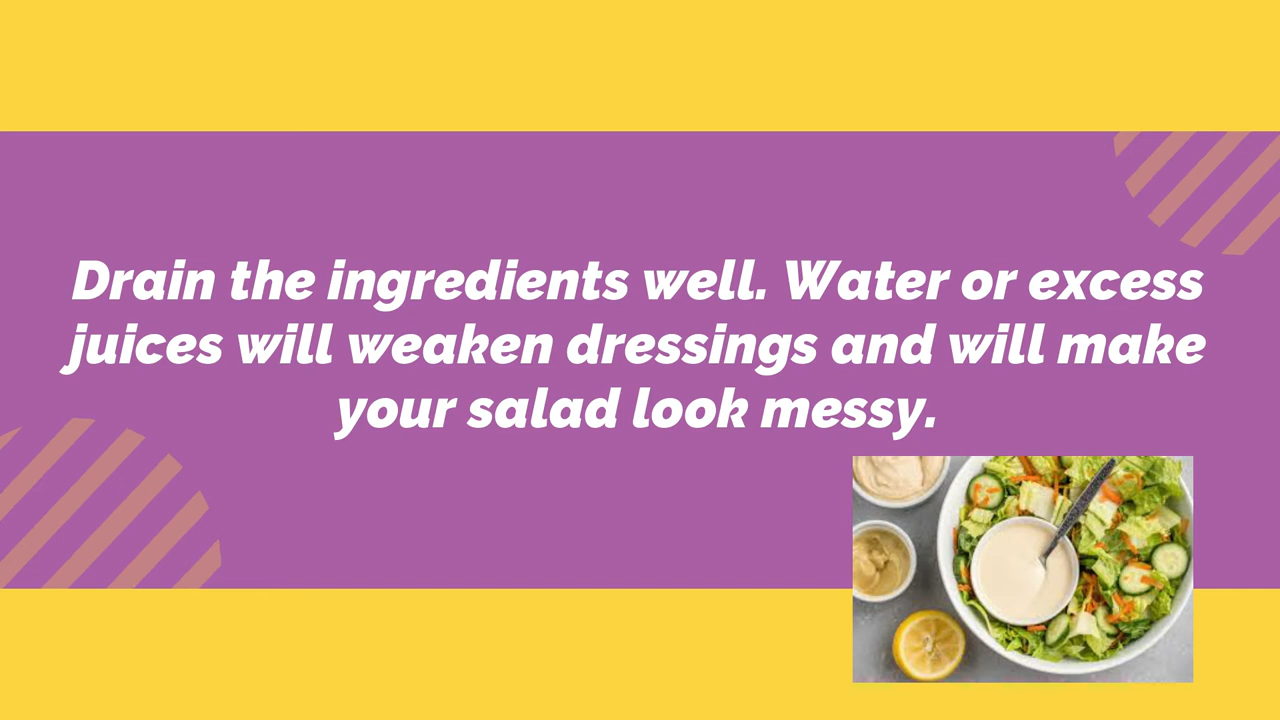 Drain the ingredients well. Water or excess
juices will weaken dressings and will make
your salad look messy.